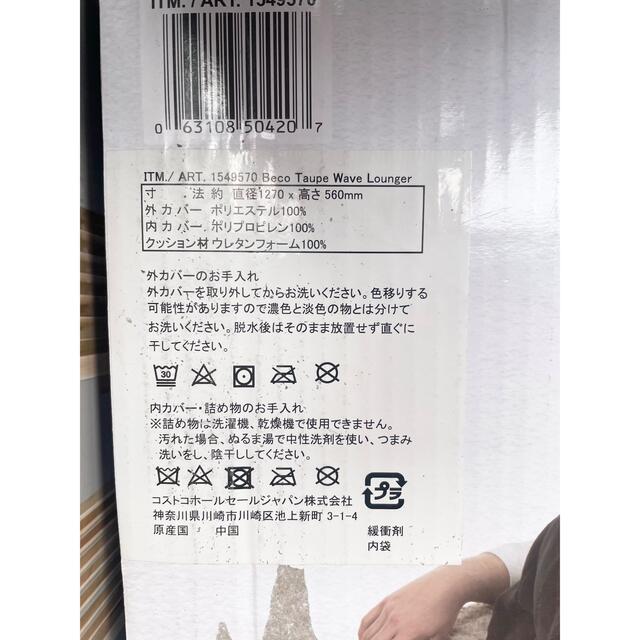 ITM./ART. 1549570
0 63108 50420 7
ITM./ ART. 1549570 Beco Taupe Wave Lounger
寸　法 約 直径1270 x 高さ 560mm
外カバー ポリエステル100%
内カバー ポリプロピレン100%
クッション材 ウレタンフォーム100%
外カバーのお手入れ
外カバーを取り外してからお洗いください。色移りする
可能性がありますので濃色と淡色の物とは分けて
お洗いください。脱水後はそのまま放置せず直ぐに
干してください。
30
内カバー・詰め物のお手入れ
※詰め物は洗濯機、乾燥機で使用できません。
汚れた場合、ぬるま湯で中性洗剤を使い、つまみ
洗いをし、陰干ししてください。
コストコホールセールジャパン株式会社
神奈川県川崎市川崎区池上新町 3-1-4
原産国　中国
プラ
緩衝剤
内袋